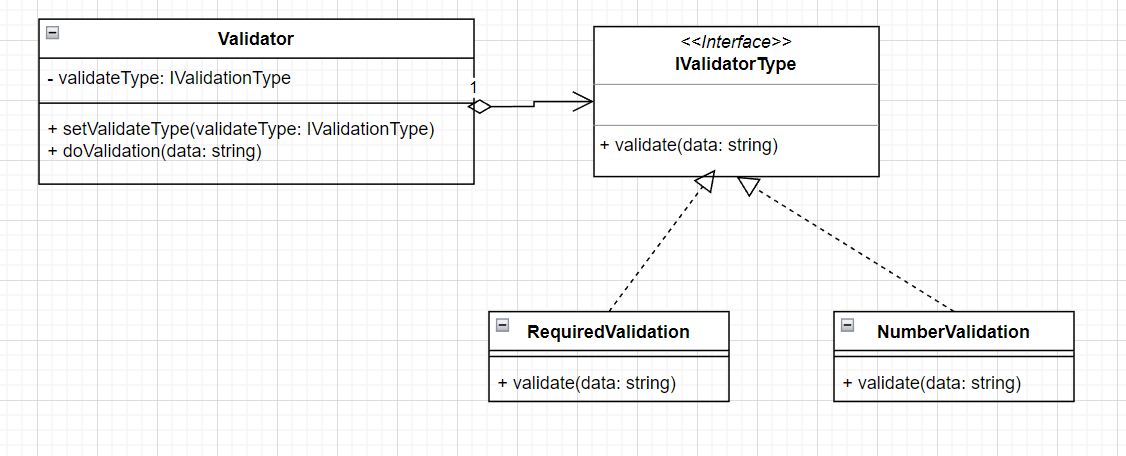 Validator
- validateType: IValidationType
1
+ setValidateType(validateType: IValidationType)
+ doValidation(data: string)
<<Interface>>
IValidatorType
+ validate(data: string)
RequiredValidation
+ validate(data: string)
NumberValidation
+ validate(data: string)